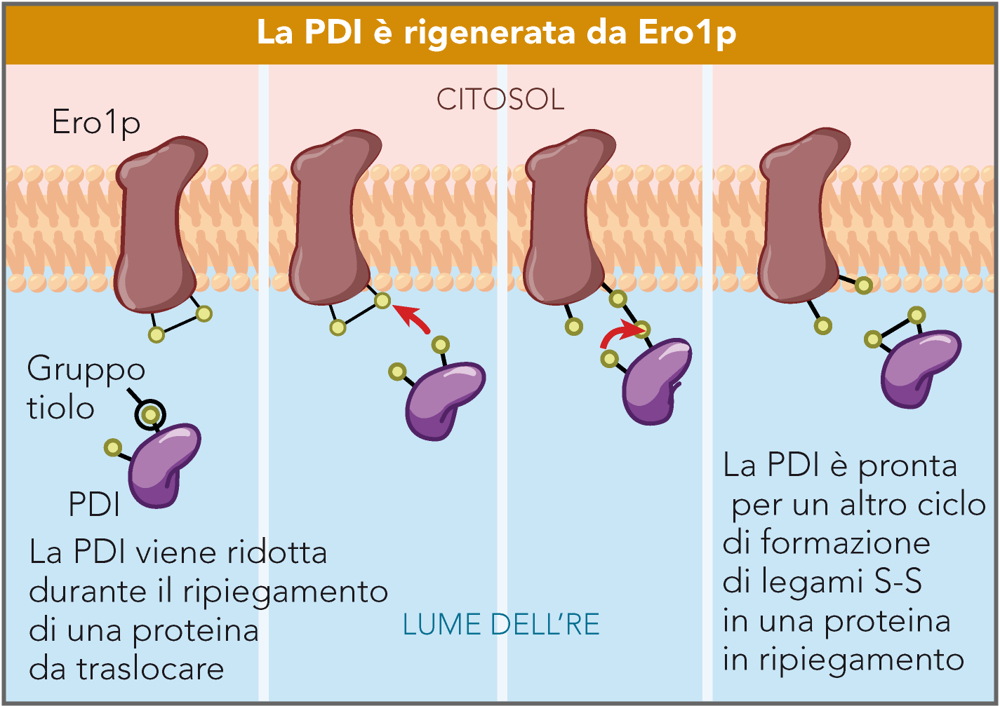 La PDI è rigenerata da Ero1p
CITOSOL
Ero1p
Gruppo
tiolo
PDI
La PDI viene ridotta
durante il ripiegamento
di una proteina
da traslocare
LUME DELL’RE
La PDI è pronta
per un altro ciclo
di formazione
di legami S-S
in una proteina
in ripiegamento